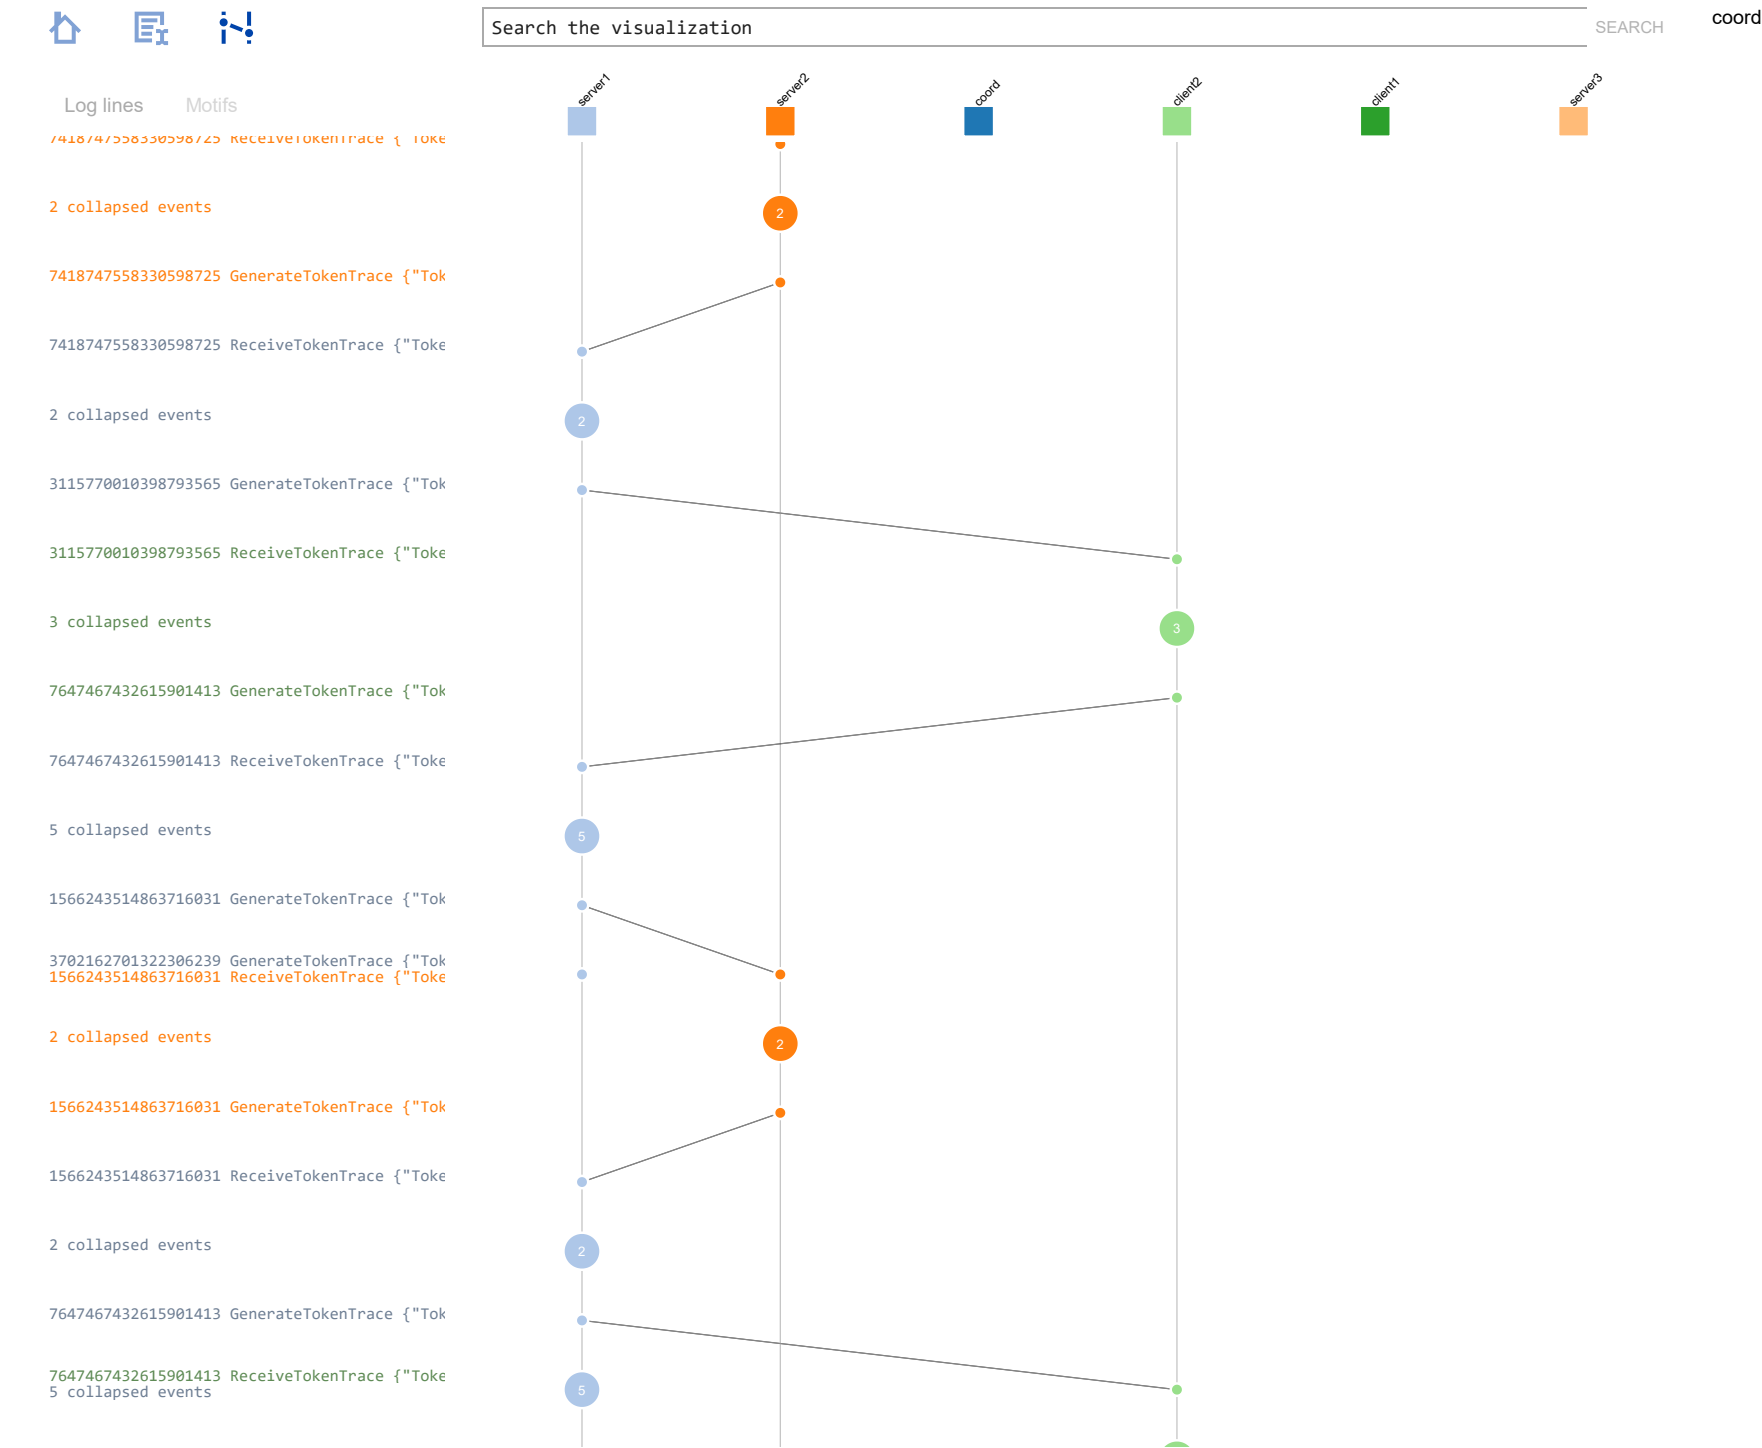 Search the visualization
SEARCH
coord
Log lines
Motifs
server1
server2
coord
client2
client1
server3
7418747558330598725 ReceiveTokenTrace { Toke
2 collapsed events
2
7418747558330598725 GenerateTokenTrace {"Tok
7418747558330598725 ReceiveTokenTrace {"Toke
2 collapsed events
2
3115770010398793565 GenerateTokenTrace {"Tok
3115770010398793565 ReceiveTokenTrace {"Toke
3 collapsed events
3
7647467432615901413 GenerateTokenTrace {"Tok
7647467432615901413 ReceiveTokenTrace {"Toke
5 collapsed events
5
1566243514863716031 GenerateTokenTrace {"Tok
3702162701322306239 GenerateTokenTrace {"Tok
1566243514863716031 ReceiveTokenTrace {"Toke
2 collapsed events
2
1566243514863716031 GenerateTokenTrace {"Tok
1566243514863716031 ReceiveTokenTrace {"Toke
2 collapsed events
2
7647467432615901413 GenerateTokenTrace {"Tok
7647467432615901413 ReceiveTokenTrace {"Toke
5 collapsed events
5